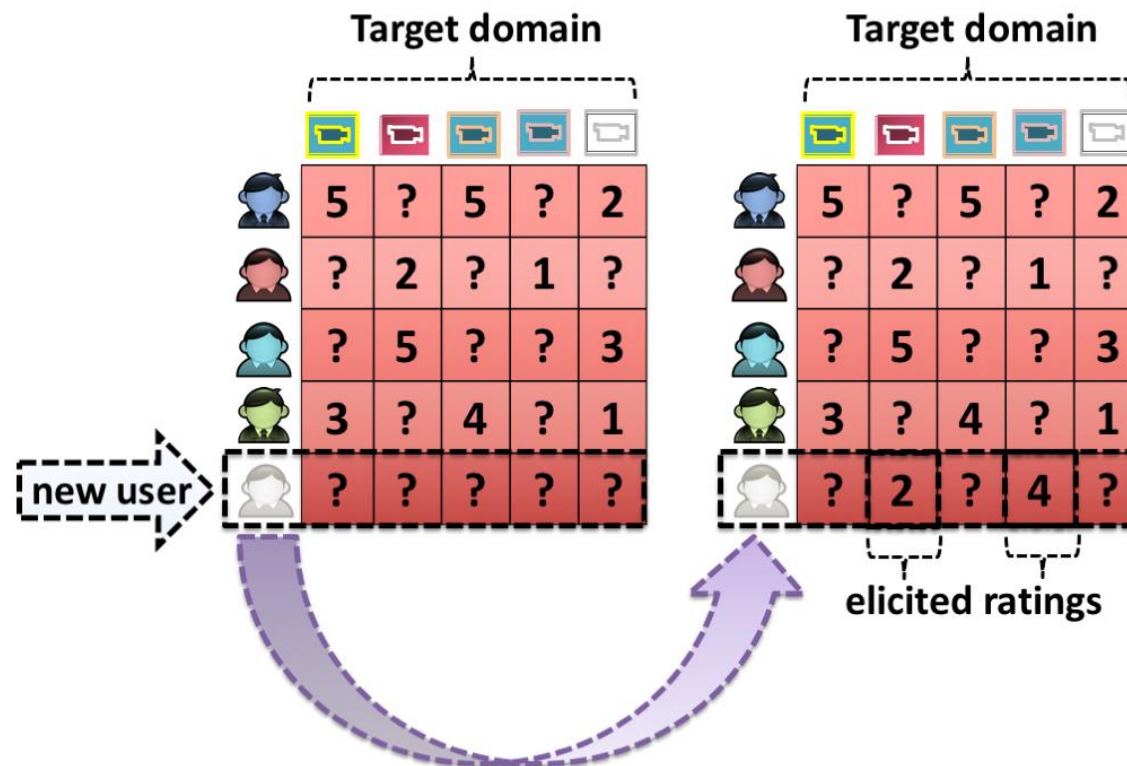 Target domain
5 ? 5 ? 2
? 2 ? 1 ?
? 5 ? ? 3
3 ? 4 ? 1
new user
? ? ? ? ?
Target domain
5 ? 5 ? 2
? 2 ? 1 ?
? 5 ? ? 3
3 ? 4 ? 1
? 2 ? 4 ?
elicited ratings